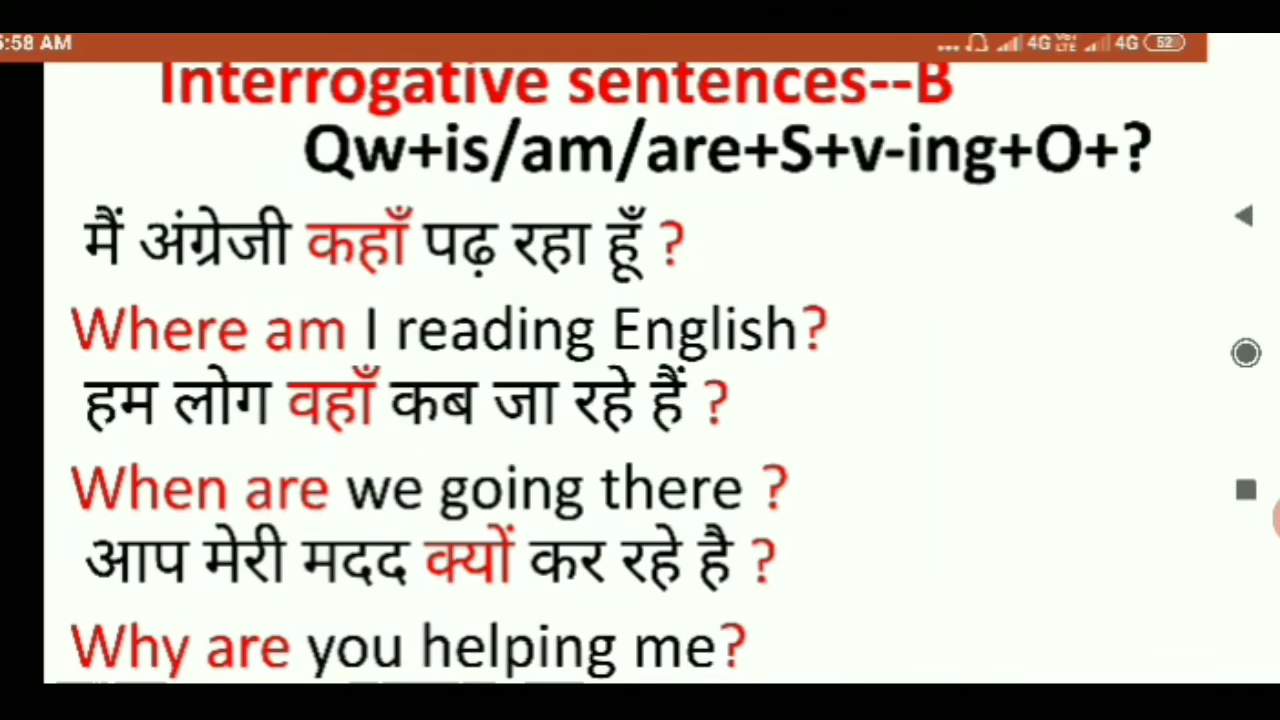 5:58 AM
... 4G VoI LTE 4G 52
Interrogative sentences--B
Qw+is/am/are+S+v-ing+O+?
मैं अंग्रेजी कहाँ पढ़ रहा हूँ ?
Where am I reading English?
हम लोग वहाँ कब जा रहे हैं ?
When are we going there ?
आप मेरी मदद क्यों कर रहे है ?
Why are you helping me?